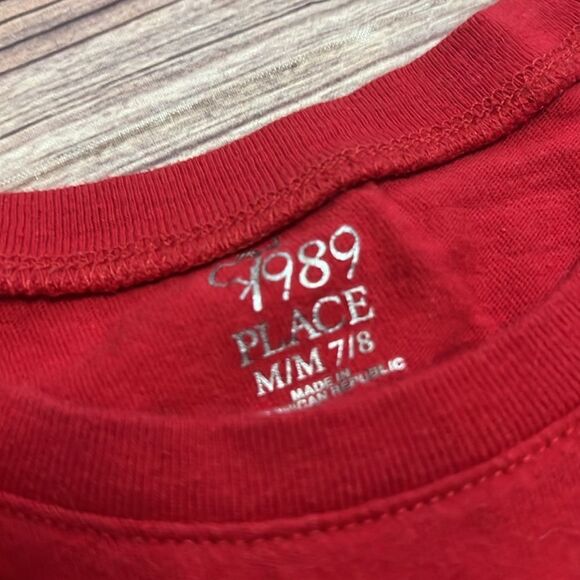 1989
PLACE
M/M 7/8
MADE IN
REPUBLIC